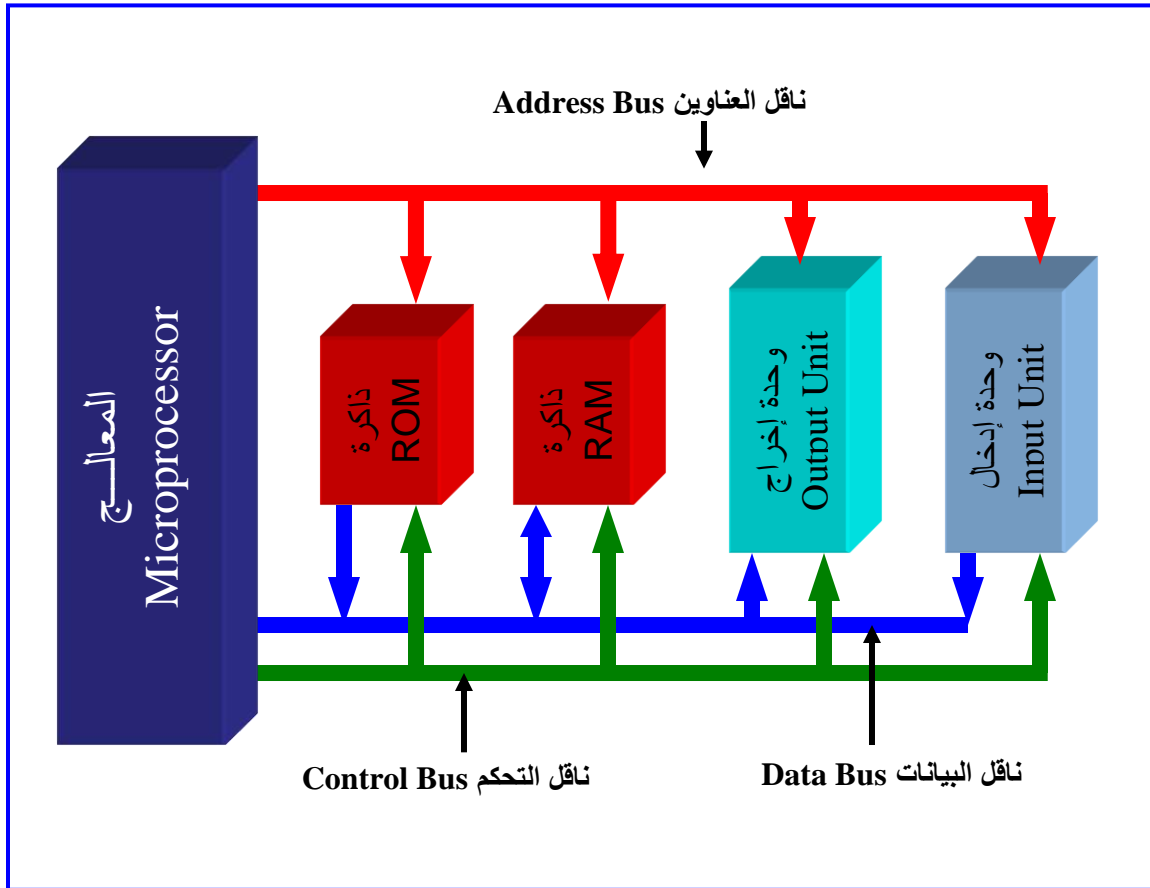 ناقل العناوين Address Bus
المعالــج
Microprocessor
ذاكرة
ROM
ذاكرة
RAM
وحدة إخراج
Output Unit
وحدة إدخال
Input Unit
ناقل التحكم Control Bus
ناقل البيانات Data Bus